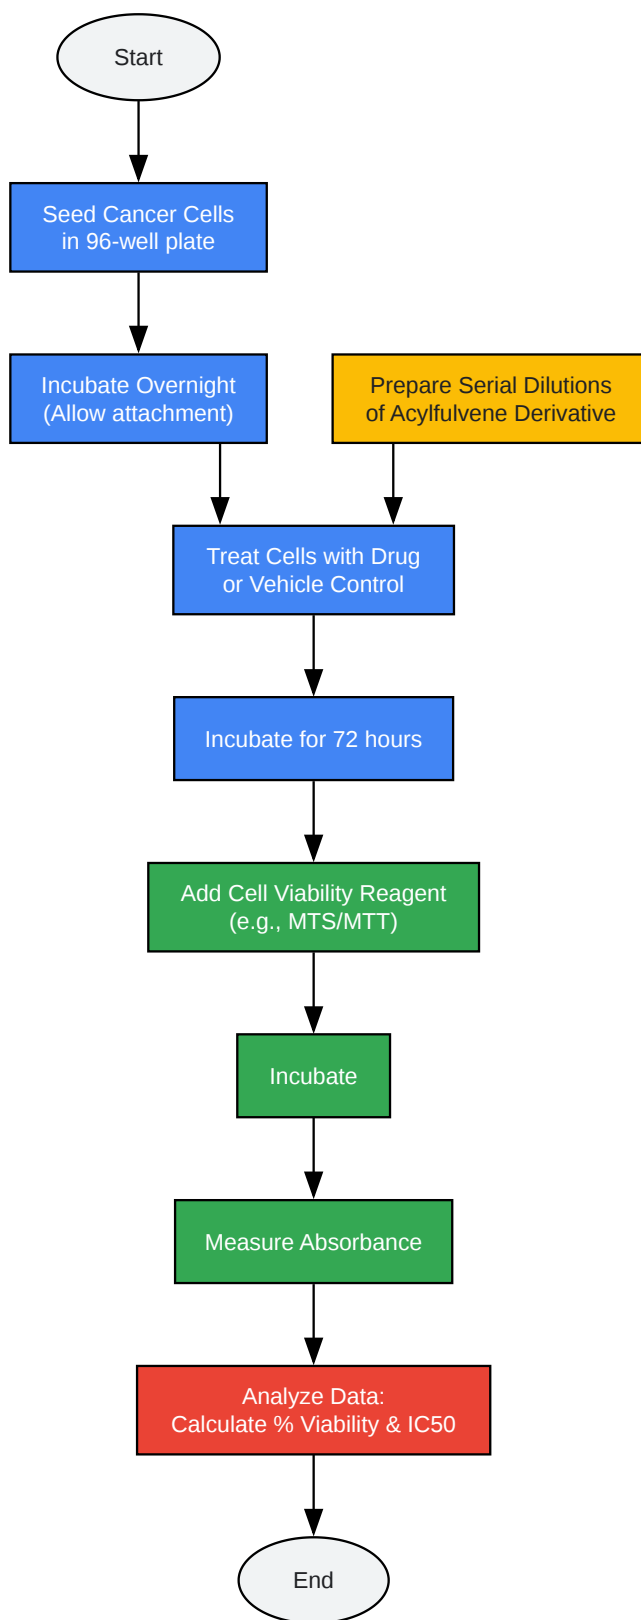 Start
Seed Cancer Cells
in 96-well plate
Incubate Overnight
(Allow attachment)
Prepare Serial Dilutions
of Acylfulvene Derivative
Treat Cells with Drug
or Vehicle Control
Incubate for 72 hours
Add Cell Viability Reagent
(e.g., MTS/MTT)
Incubate
Measure Absorbance
Analyze Data:
Calculate % Viability & IC50
End